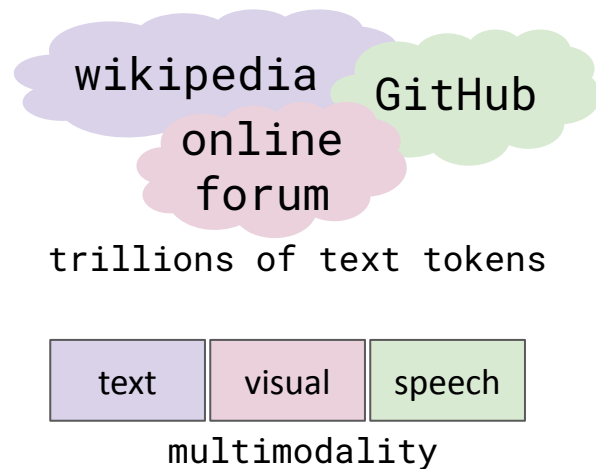 wikipedia
GitHub
online
forum
trillions of text tokens
text visual speech
multimodality